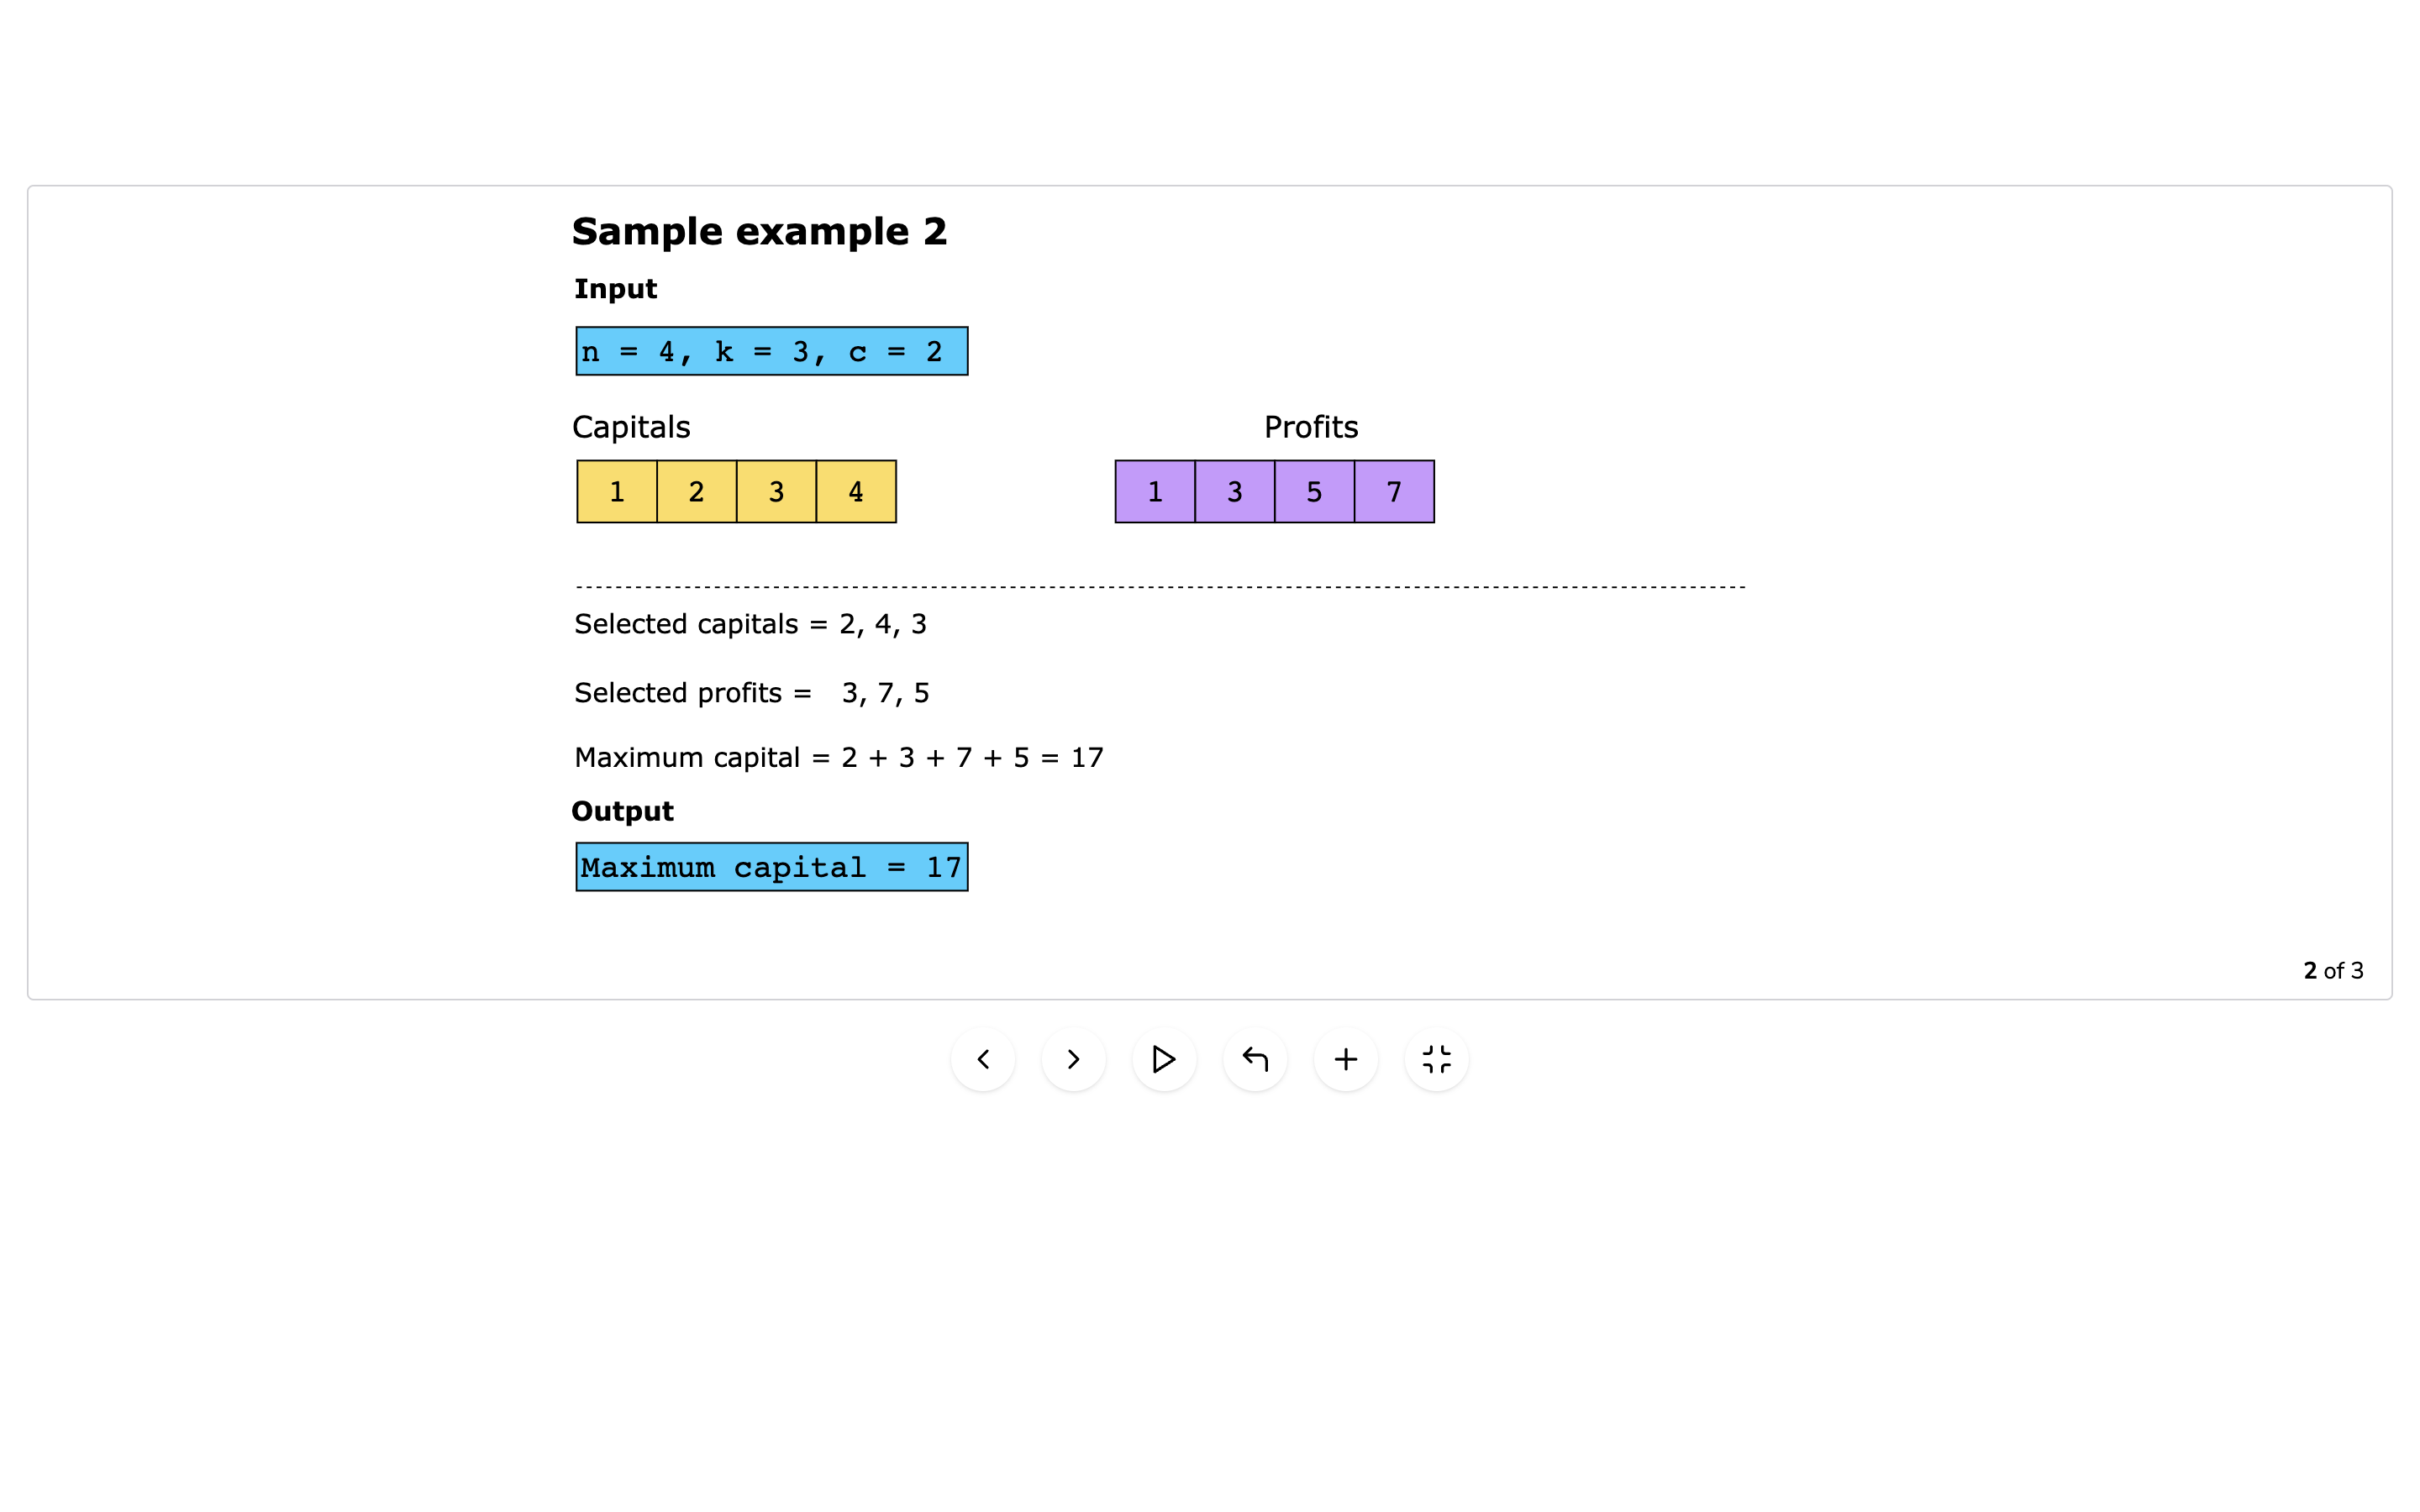 Sample example 2
Input
n = 4, k = 3, c = 2
Capitals Profits
1 2 3 4 1 3 5 7
Selected capitals = 2, 4, 3
Selected profits = 3, 7, 5
Maximum capital = 2 + 3 + 7 + 5 = 17
Output
Maximum capital = 17
2 of 3